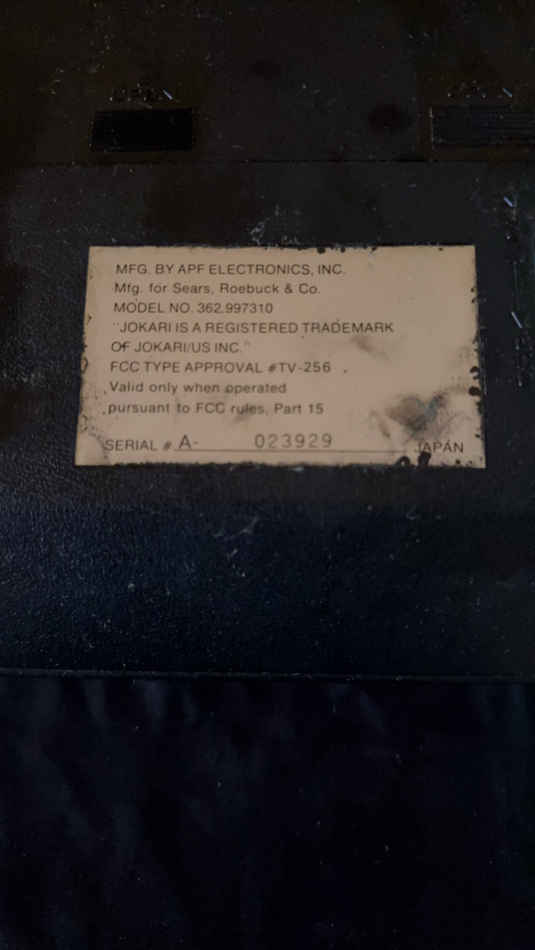 OPEN
OPEN
MFG. BY APF ELECTRONICS, INC.
Mfg. for Sears, Roebuck & Co.
MODEL NO. 362.997310
"JOKARI IS A REGISTERED TRADEMARK
OF JOKARI/US INC."
FCC TYPE APPROVAL #TV-256
Valid only when operated
pursuant to FCC rules, Part 15
SERIAL # A- 023929 JAPAN